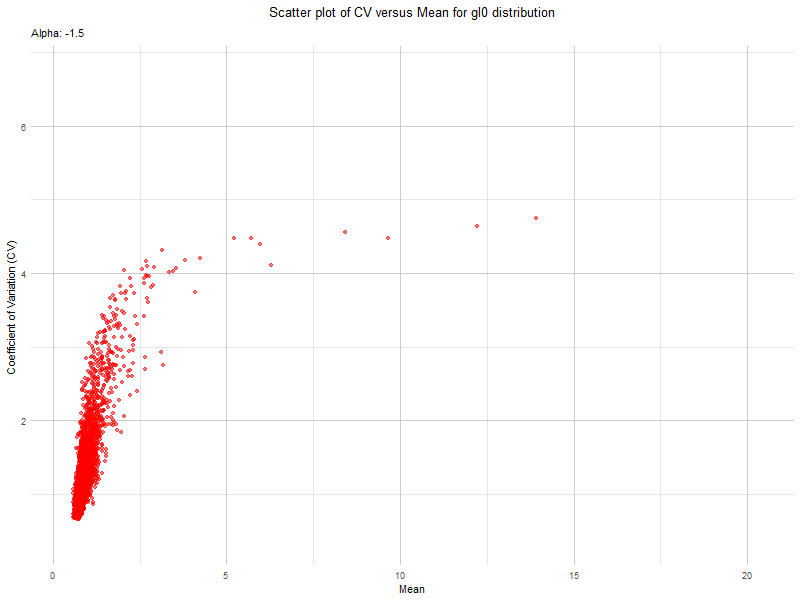 Scatter plot of CV versus Mean for gI0 distribution
Alpha: -1.5
6
4
2
Coefficient of Variation (CV)
0
5
10
15
20
Mean